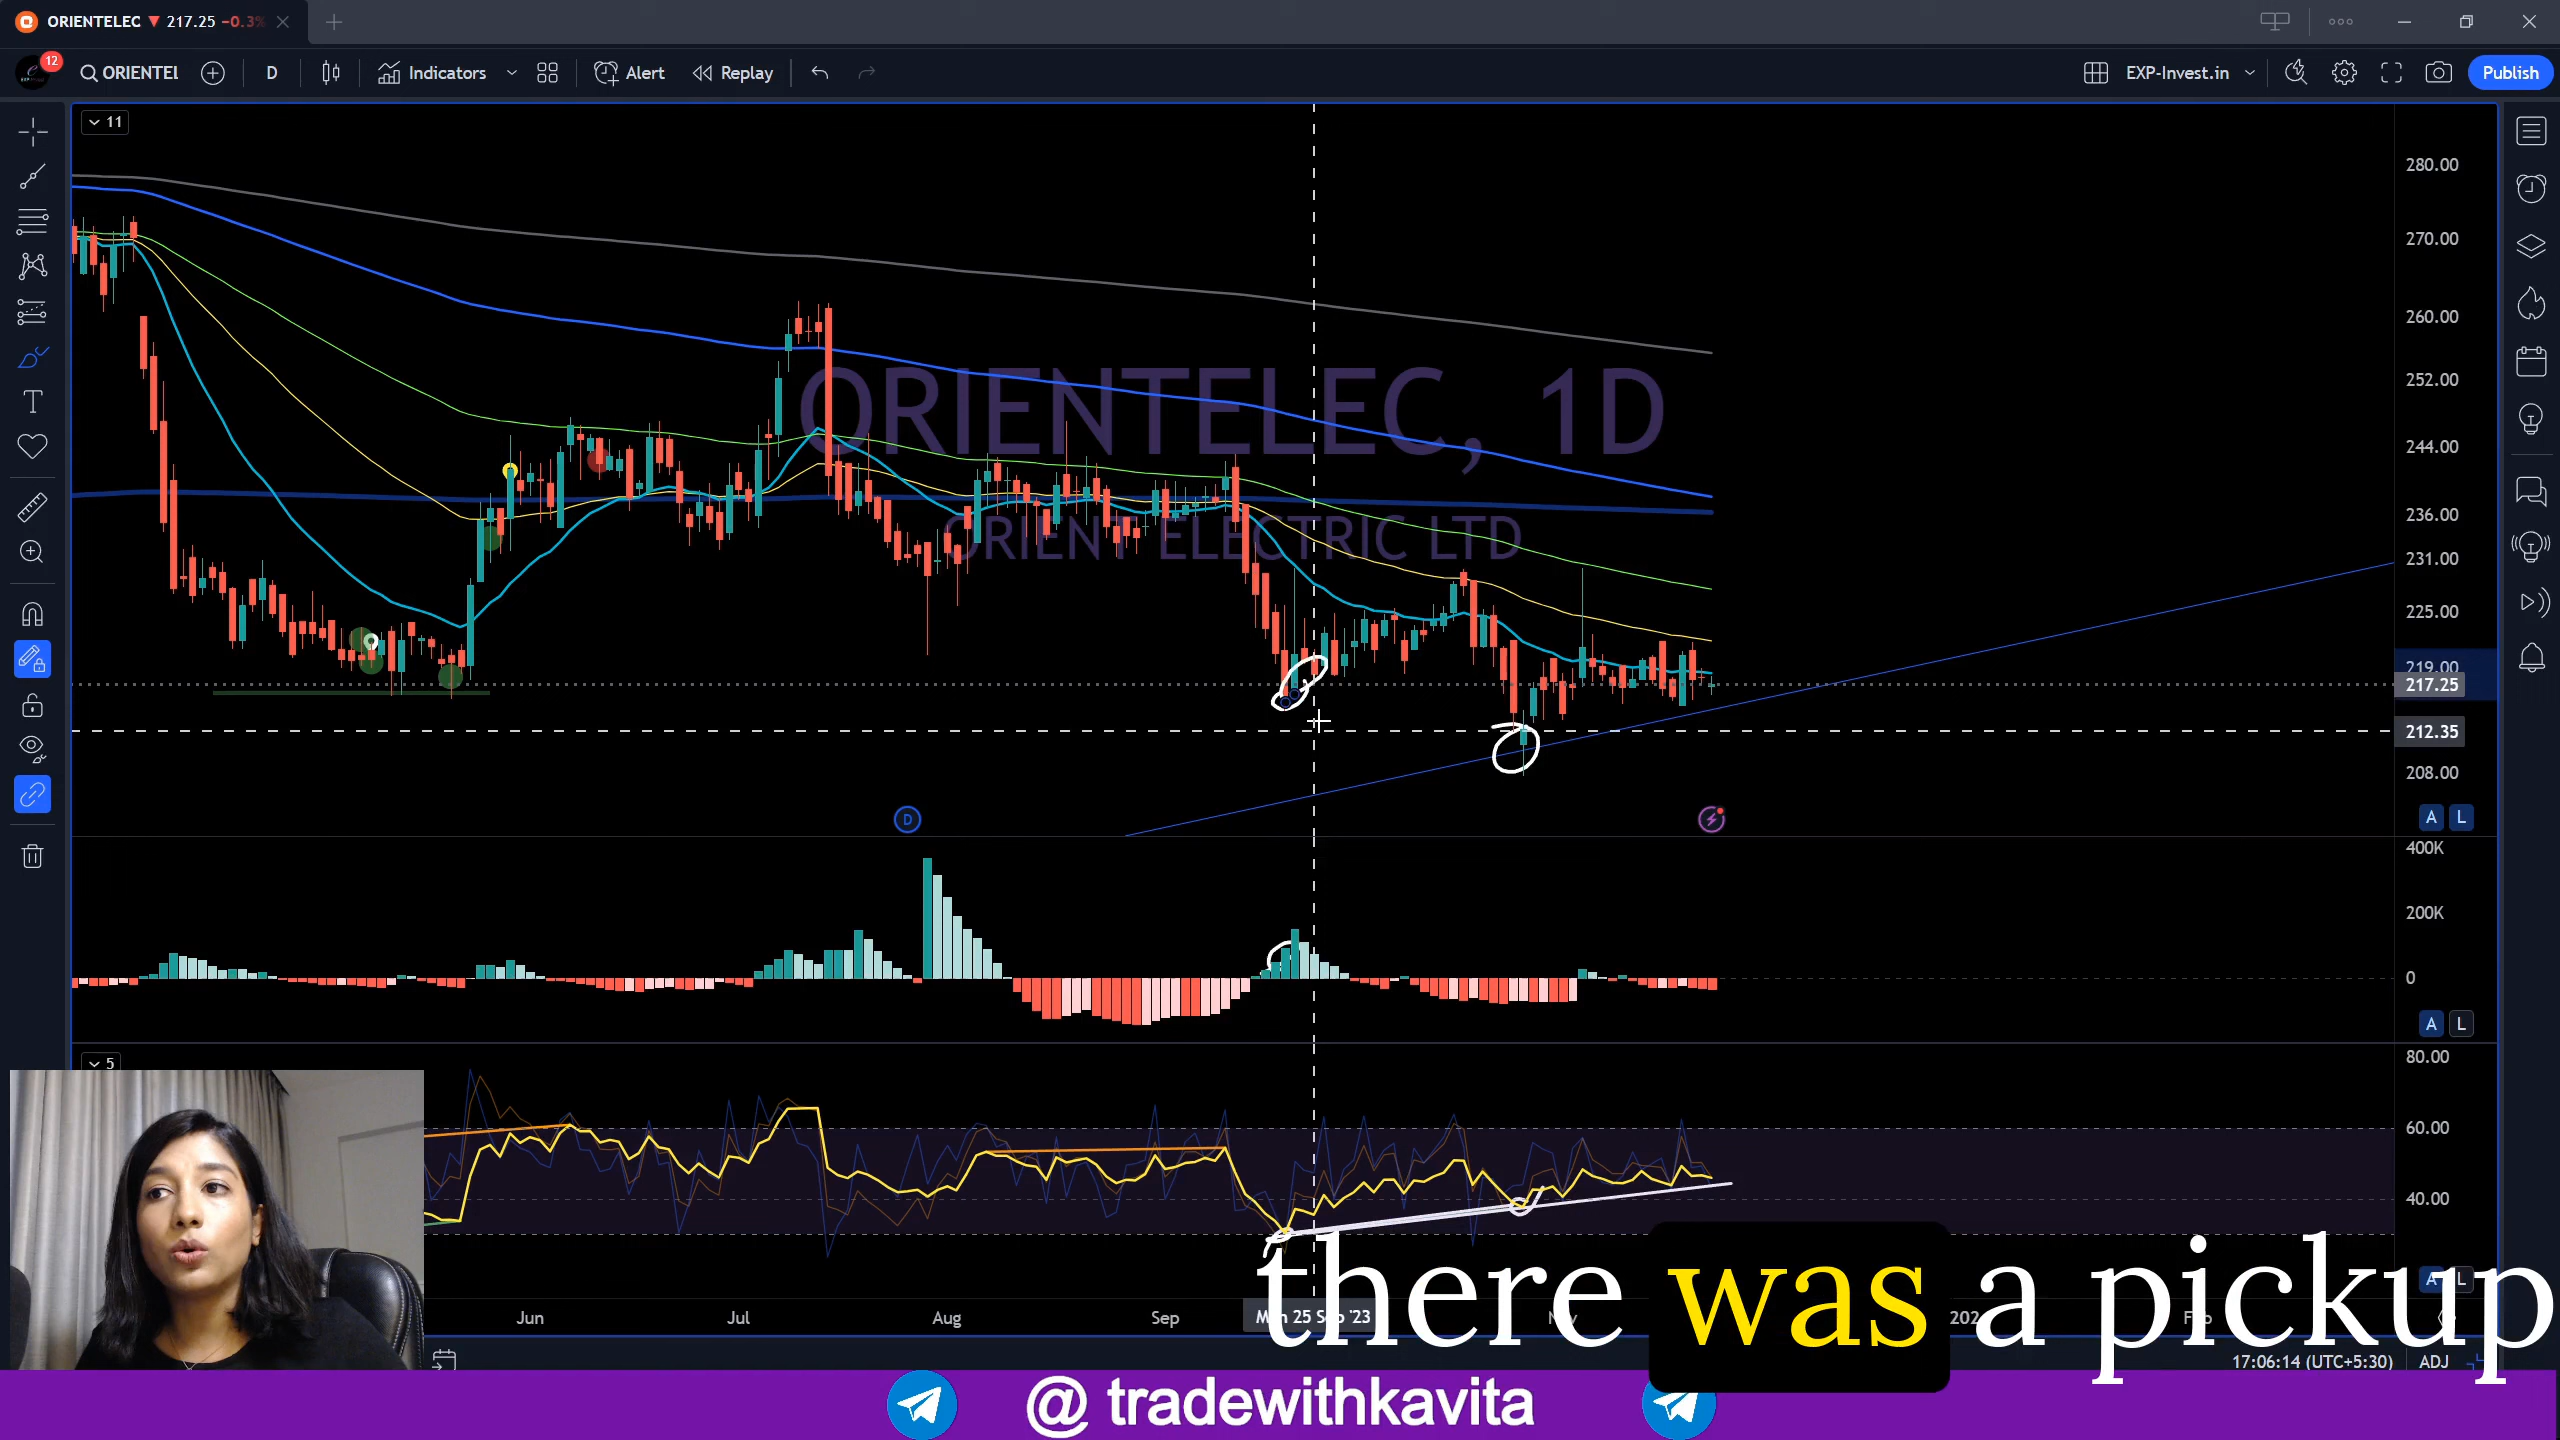 ORIENTELEC ▼ 217.25 −0.3%
12
ORIENTEL
D
Indicators
Alert
Replay
EXP-Invest.in
Publish
11
ORIENTELEC, 1D
ORIENT ELECTRIC LTD
280.00
270.00
260.00
252.00
244.00
236.00
231.00
225.00
219.00
217.25
212.35
208.00
D
A L
400K
200K
0
A L
5
80.00
60.00
40.00
A L
there was a pickup
Jun Jul Aug Sep
17:06:14 (UTC+5:30) ADJ
@ tradewithkavita